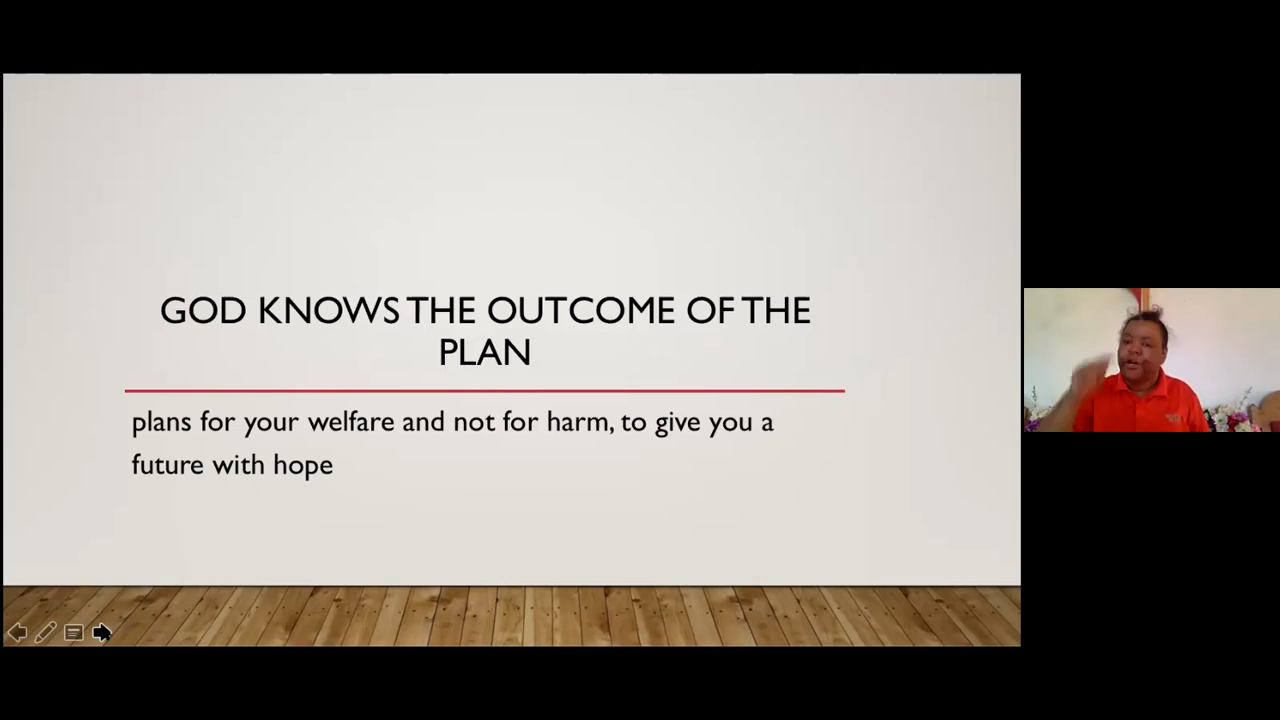 GOD KNOWS THE OUTCOME OF THE
PLAN
plans for your welfare and not for harm, to give you a
future with hope